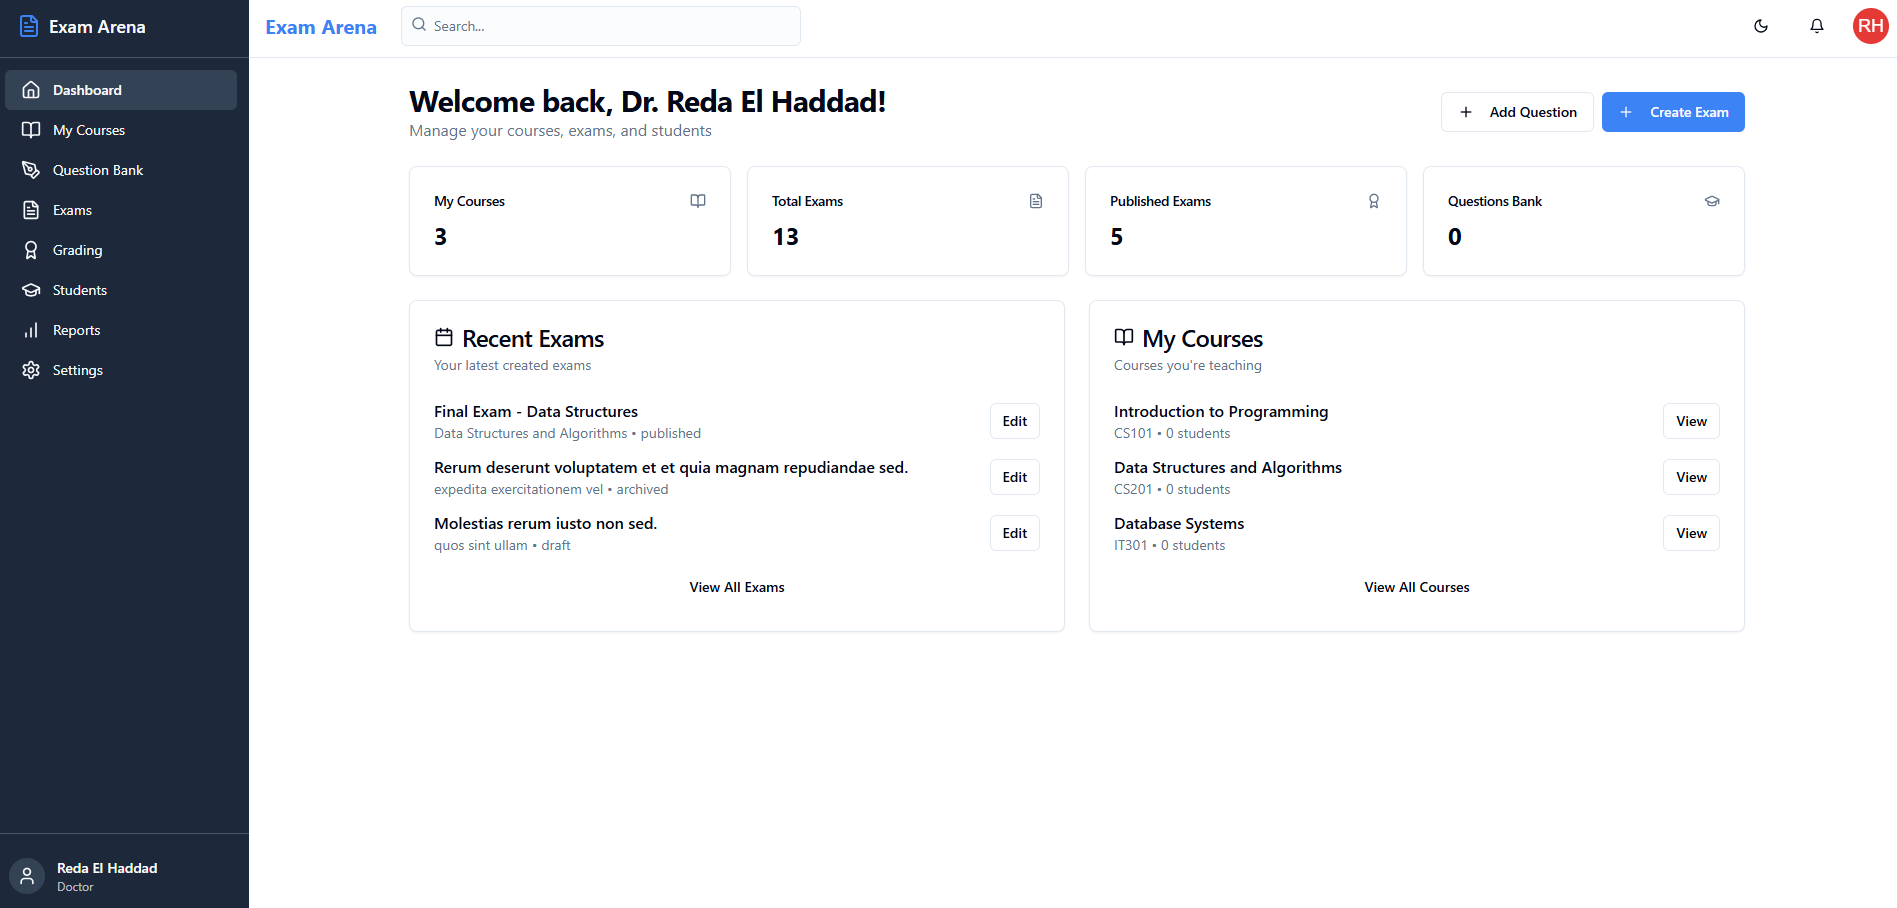 Exam Arena
Dashboard
My Courses
Question Bank
Exams
Grading
Students
Reports
Settings
Reda El Haddad
Doctor
Exam Arena
Search...
RH
Welcome back, Dr. Reda El Haddad!
Manage your courses, exams, and students
Add Question
Create Exam
My Courses
3
Total Exams
13
Published Exams
5
Questions Bank
0
Recent Exams
Your latest created exams
Final Exam - Data Structures
Data Structures and Algorithms • published
Edit
Rerum deserunt voluptatem et et quia magnam repudiandae sed.
expedita exercitationem vel • archived
Edit
Molestias rerum iusto non sed.
quos sint ullam • draft
Edit
View All Exams
My Courses
Courses you're teaching
Introduction to Programming
CS101 • 0 students
View
Data Structures and Algorithms
CS201 • 0 students
View
Database Systems
IT301 • 0 students
View
View All Courses